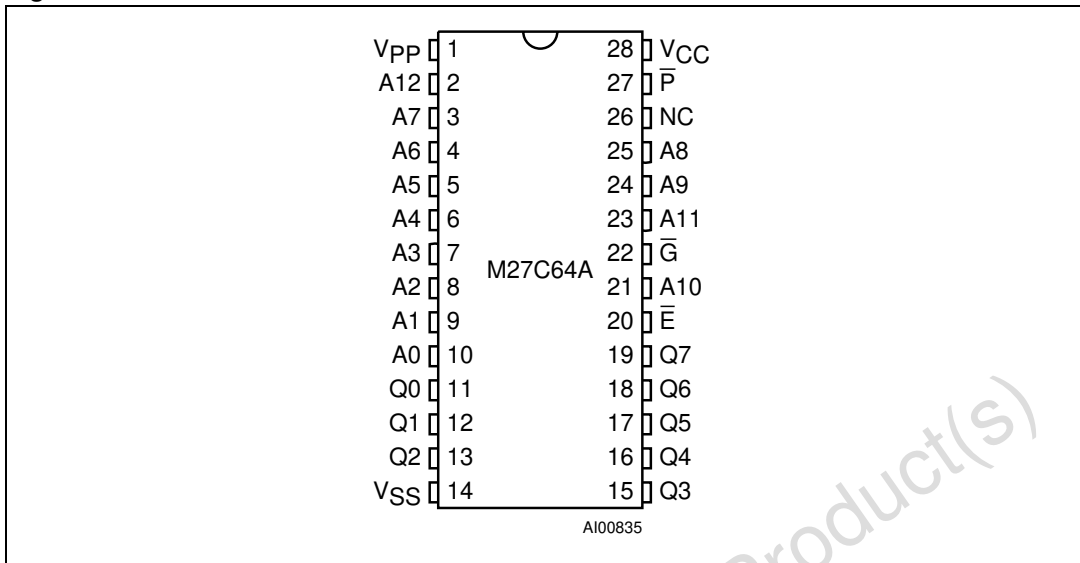 VPP 1 28 VCC
A12 2 27 P̅
A7 3 26 NC
A6 4 25 A8
A5 5 24 A9
A4 6 23 A11
A3 7 22 G̅
M27C64A
A2 8 21 A10
A1 9 20 E̅
A0 10 19 Q7
Q0 11 18 Q6
Q1 12 17 Q5
Q2 13 16 Q4
VSS 14 15 Q3
AI00835
Product(s)